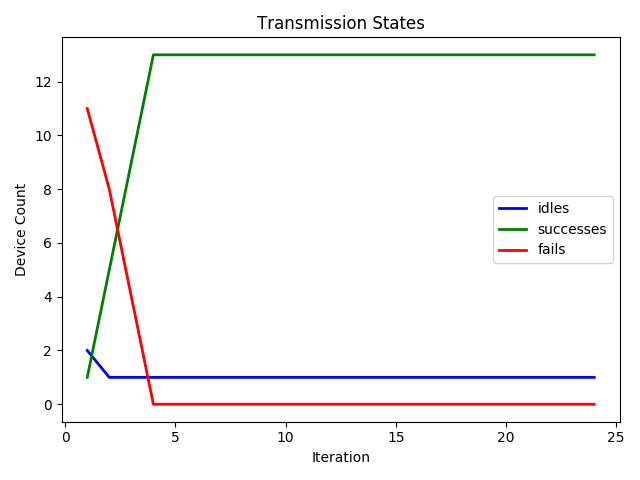 Transmission States
Device Count
12
10
8
6
4
2
0
idles
successes
fails
0 5 10 15 20 25
Iteration